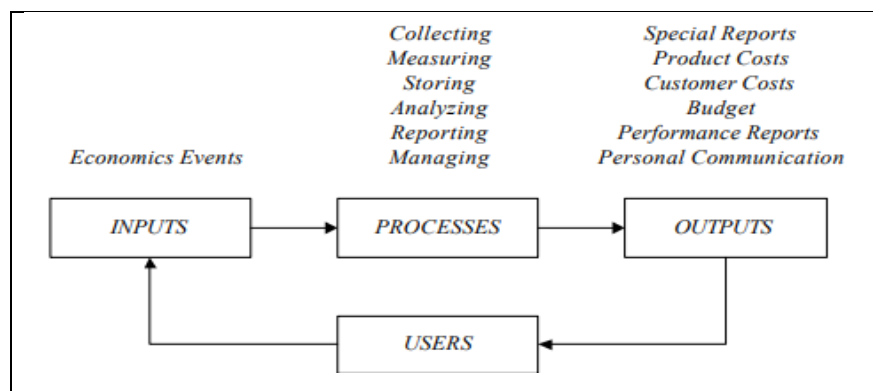 Collecting
Measuring
Storing
Analyzing
Reporting
Managing
Special Reports
Product Costs
Customer Costs
Budget
Performance Reports
Personal Communication
Economics Events
INPUTS
PROCESSES
OUTPUTS
USERS